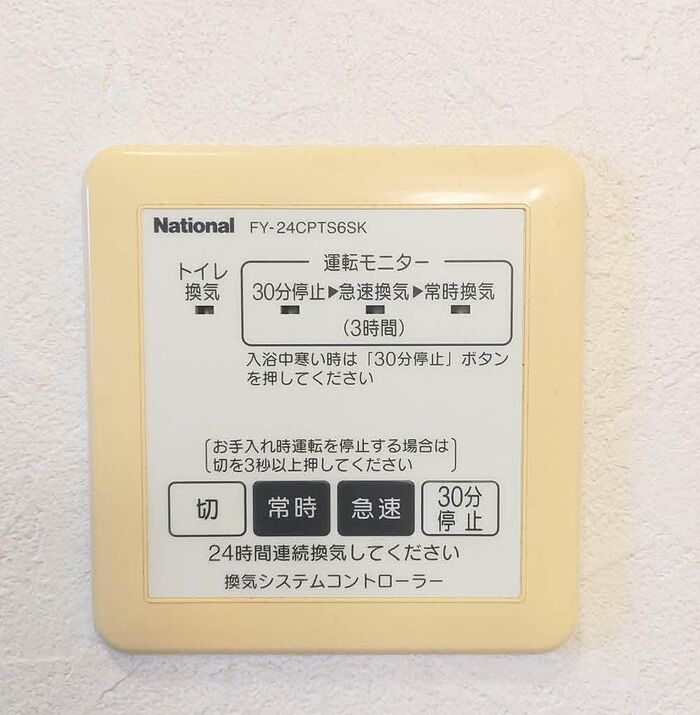 National FY-24CPTS6SK
トイレ
換気
運転モニター
30分停止▶急速換気▶常時換気
(3時間)
入浴中寒い時は「30分停止」ボタン
を押してください
お手入れ時運転を停止する場合は
切を3秒以上押してください
切 常時 急速 30分
停止
24時間連続換気してください
換気システムコントローラー